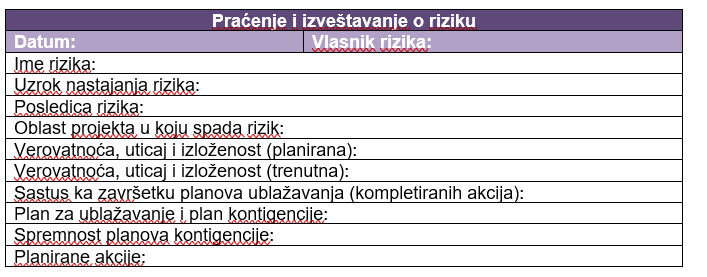 Praćenje i izveštavanje o riziku
Datum: Vlasnik rizika:
Ime rizika:
Uzrok nastajanja rizika:
Posledica rizika:
Oblast projekta u koju spada rizik:
Verovatnoća, uticaj i izloženost (planirana):
Verovatnoća, uticaj i izloženost (trenutna):
Sastus ka završetku planova ublažavanja (kompletiranih akcija):
Plan za ublažavanje i plan kontigencije:
Spremnost planova kontigencije:
Planirane akcije: